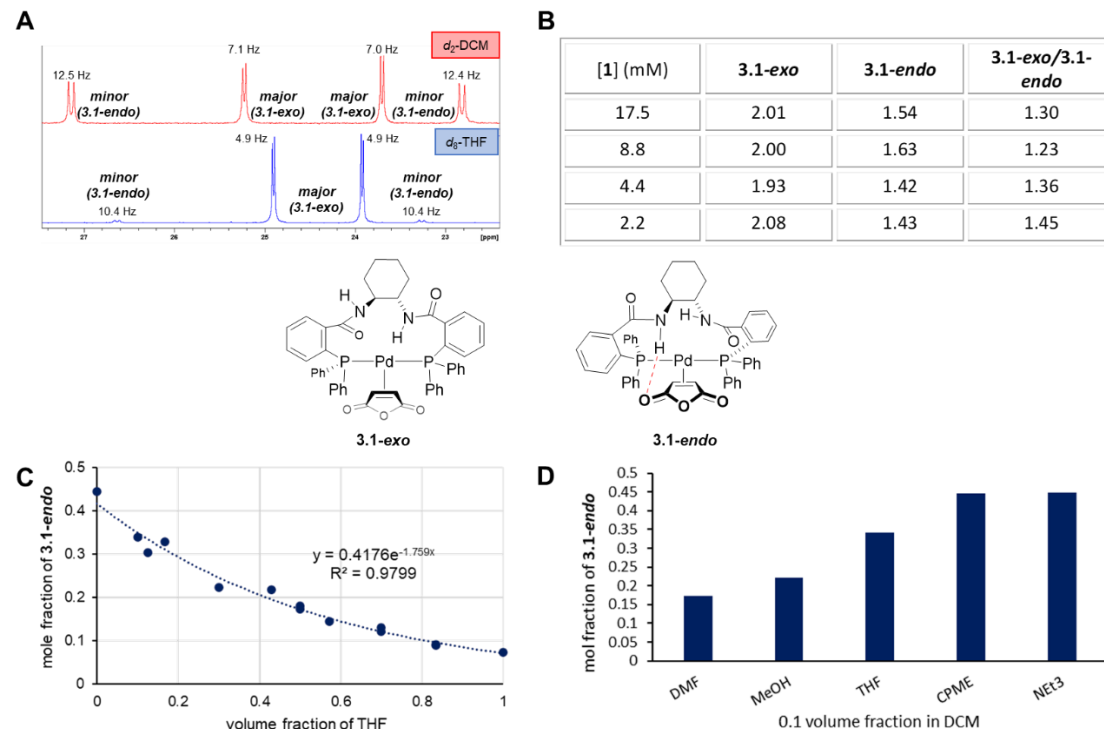 A
d2-DCM
12.5 Hz
7.1 Hz
7.0 Hz
12.4 Hz
minor
(3.1-endo)
major
(3.1-exo)
major
(3.1-exo)
minor
(3.1-endo)
d8-THF
4.9 Hz
4.9 Hz
minor
(3.1-endo)
10.4 Hz
major
(3.1-exo)
minor
(3.1-endo)
10.4 Hz
27 26 25 24 23 [ppm]
B
[1] (mM) 3.1-exo 3.1-endo 3.1-exo/3.1-
endo
17.5 2.01 1.54 1.30
8.8 2.00 1.63 1.23
4.4 1.93 1.42 1.36
2.2 2.08 1.43 1.45
H
N
O
N
H
O
P
Pd
P
Ph
Ph
Ph
Ph
O
O
O
3.1-exo
O
N
H
H
N
O
Ph
P
Pd
P
Ph
Ph
Ph
O
O
O
3.1-endo
C
mole fraction of 3.1-endo
0.5
0.4
0.3
0.2
0.1
0
y = 0.4176e-1.759x
R² = 0.9799
0 0.2 0.4 0.6 0.8 1
volume fraction of THF
D
mol fraction of 3.1-endo
0.5
0.45
0.4
0.35
0.3
0.25
0.2
0.15
0.1
0.05
0
DMF
MeOH
THF
CPME
NEt3
0.1 volume fraction in DCM